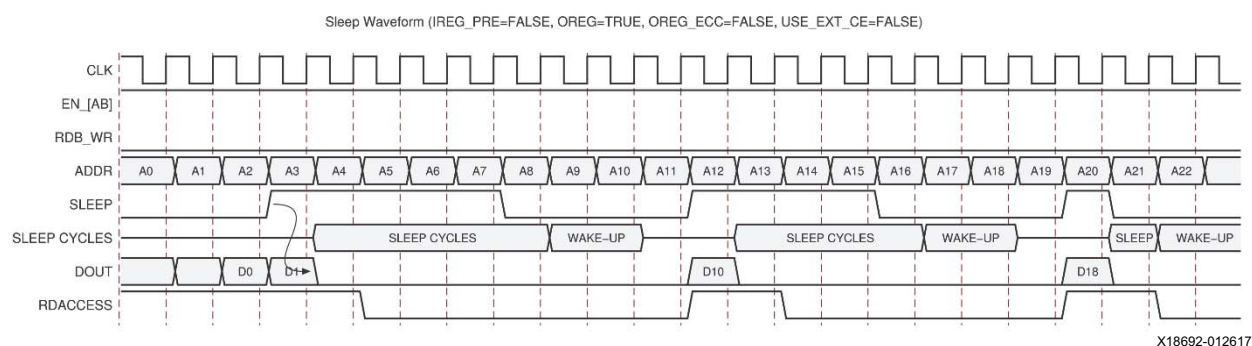 Sleep Waveform (IREG_PRE=FALSE, OREG=TRUE, OREG_ECC=FALSE, USE_EXT_CE=FALSE)
CLK
EN_[AB]
RDB_WR
ADDR A0 A1 A2 A3 A4 A5 A6 A7 A8 A9 A10 A11 A12 A13 A14 A15 A16 A17 A18 A19 A20 A21 A22
SLEEP
SLEEP CYCLES SLEEP CYCLES WAKE–UP SLEEP CYCLES WAKE–UP SLEEP WAKE–UP
DOUT D0 D1 D10 D18
RDACCESS
X18692-012617